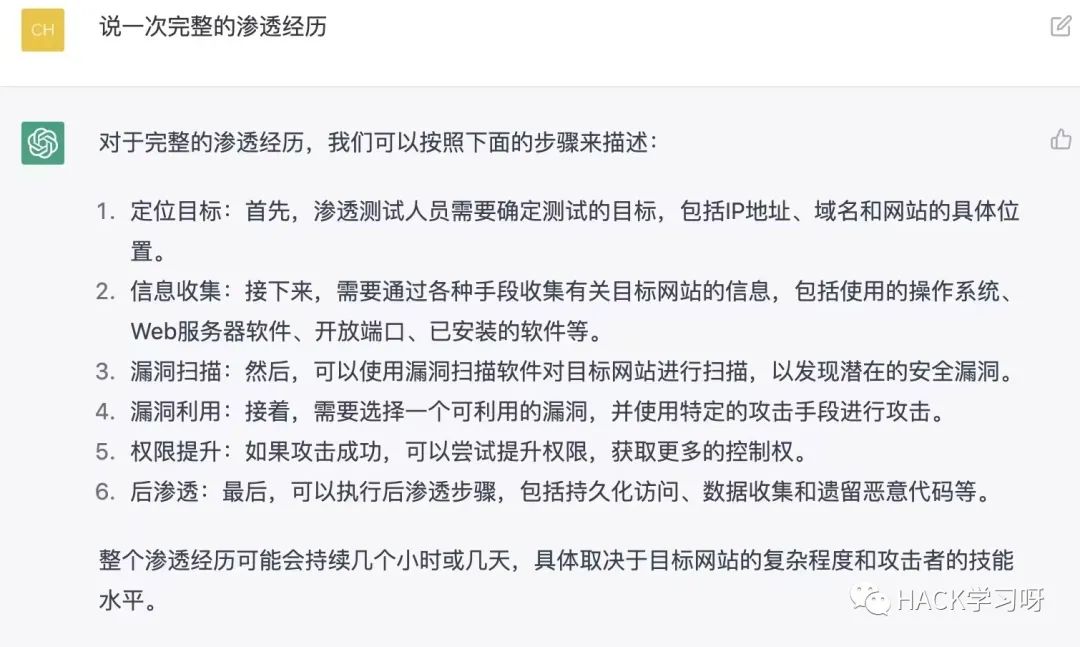 CH
说一次完整的渗透经历
对于完整的渗透经历，我们可以按照下面的步骤来描述：
1. 定位目标：首先，渗透测试人员需要确定测试的目标，包括IP地址、域名和网站的具体位
置。
2. 信息收集：接下来，需要通过各种手段收集有关目标网站的信息，包括使用的操作系统、
Web服务器软件、开放端口、已安装的软件等。
3. 漏洞扫描：然后，可以使用漏洞扫描软件对目标网站进行扫描，以发现潜在的安全漏洞。
4. 漏洞利用：接着，需要选择一个可利用的漏洞，并使用特定的攻击手段进行攻击。
5. 权限提升：如果攻击成功，可以尝试提升权限，获取更多的控制权。
6. 后渗透：最后，可以执行后渗透步骤，包括持久化访问、数据收集和遗留恶意代码等。
整个渗透经历可能会持续几个小时或几天，具体取决于目标网站的复杂程度和攻击者的技能
水平。
HACK学习呀